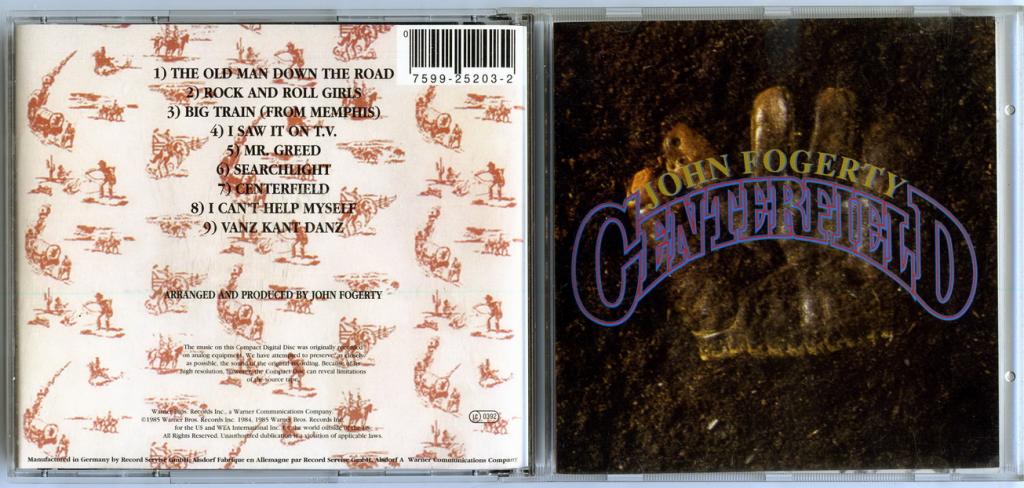 0
7599-25203-2
1) THE OLD MAN DOWN THE ROAD
2) ROCK AND ROLL GIRLS
3) BIG TRAIN (FROM MEMPHIS)
4) I SAW IT ON T.V.
5) MR. GREED
6) SEARCHLIGHT
7) CENTERFIELD
8) I CAN'T HELP MYSELF
9) VANZ KANT DANZ
ARRANGED AND PRODUCED BY JOHN FOGERTY
The music on this Compact Digital Disc was originally recorded
on analog equipment. We have attempted to preserve, as closely
as possible, the sound of the original recording. Because of its
high resolution, however, the Compact Disc can reveal limitations
of the source tape.
Warner Bros. Records Inc., a Warner Communications Company.
©1985 Warner Bros. Records Inc. 1984, 1985 Warner Bros. Records Inc.
for the US and WEA International Inc. for the world outside of the US.
All Rights Reserved. Unauthorized duplication is a violation of applicable laws.
LC 0392
Manufactured in Germany by Record Service GmbH, Alsdorf Fabriqué en Allemagne par Record Service GmbH, Alsdorf A Warner Communications Company
JOHN FOGERTY
CENTERFIELD